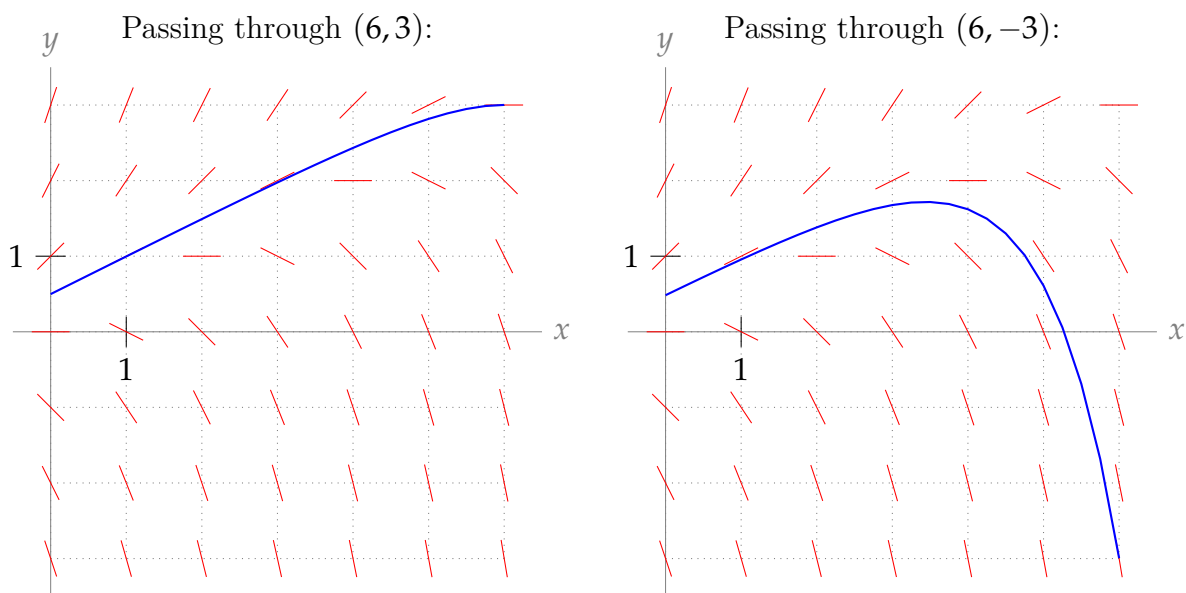 Passing through (6, 3):
y
1
1
x
Passing through (6, −3):
y
1
1
x